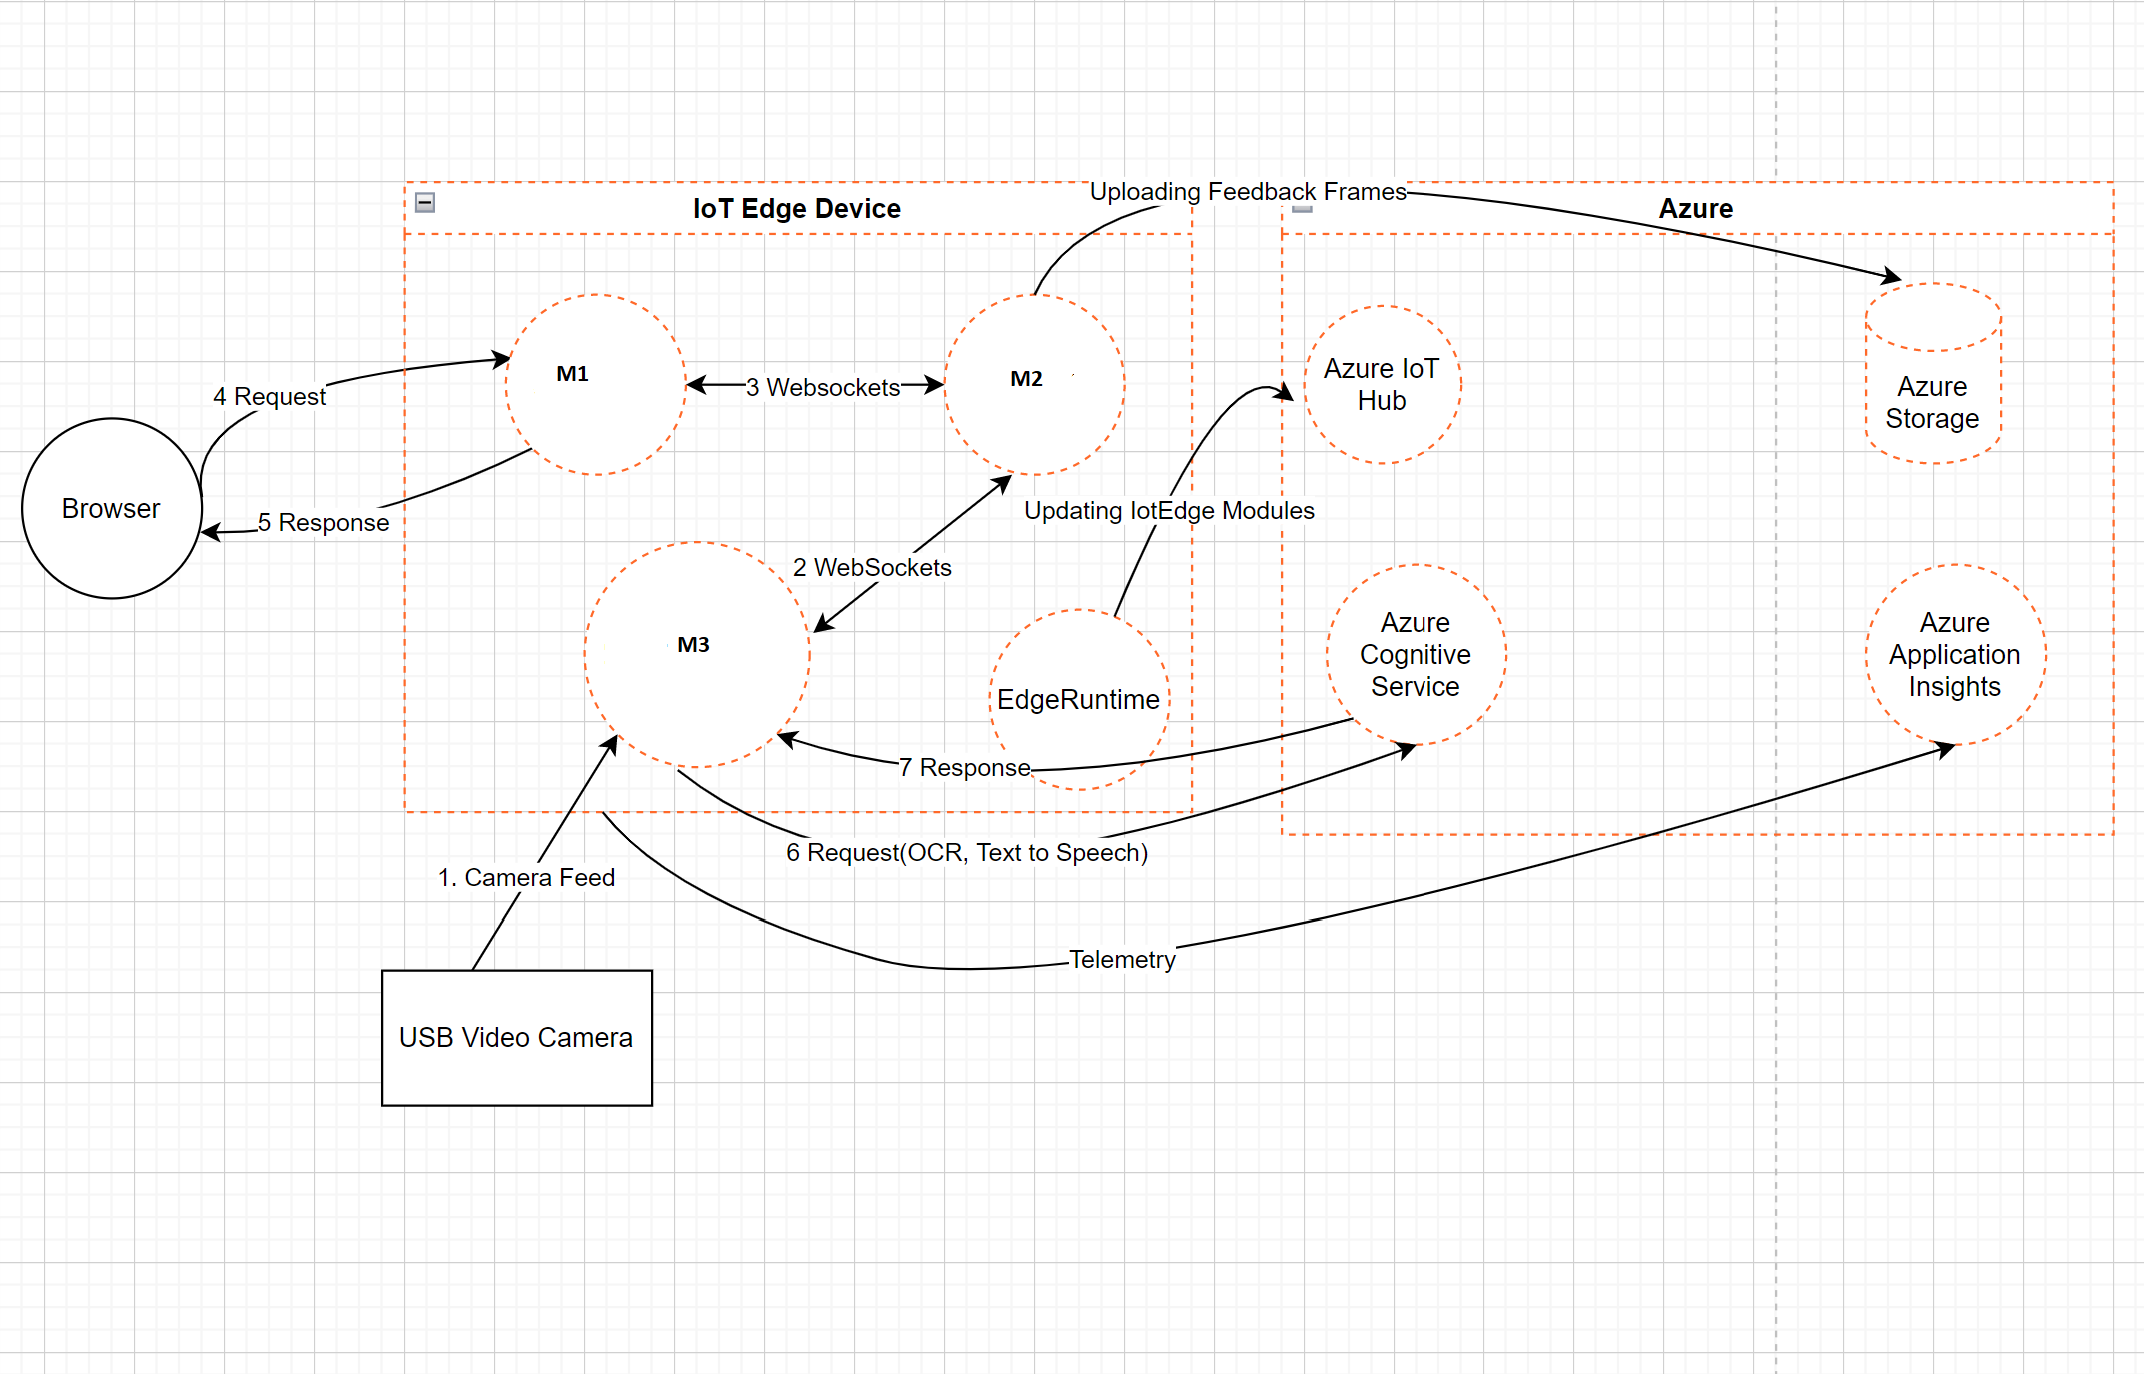 Uploading Feedback Frames
IoT Edge Device
Azure
M1
3 Websockets
M2
Azure IoT
Hub
Azure
Storage
4 Request
Browser
5 Response
Updating IotEdge Modules
2 WebSockets
M3
EdgeRuntime
Azure
Cognitive
Service
Azure
Application
Insights
7 Response
6 Request(OCR, Text to Speech)
1. Camera Feed
Telemetry
USB Video Camera